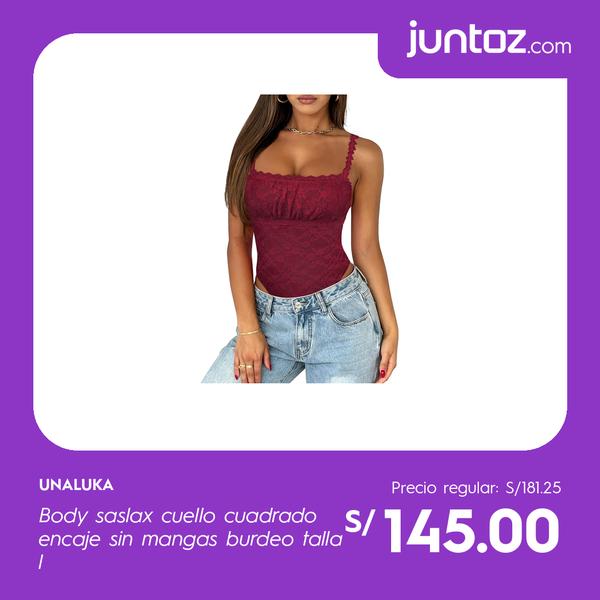 juntoz.com
UNALUKA
Precio regular: S/181.25
Body saslax cuello cuadrado
encaje sin mangas burdeo talla
l
S/145.00